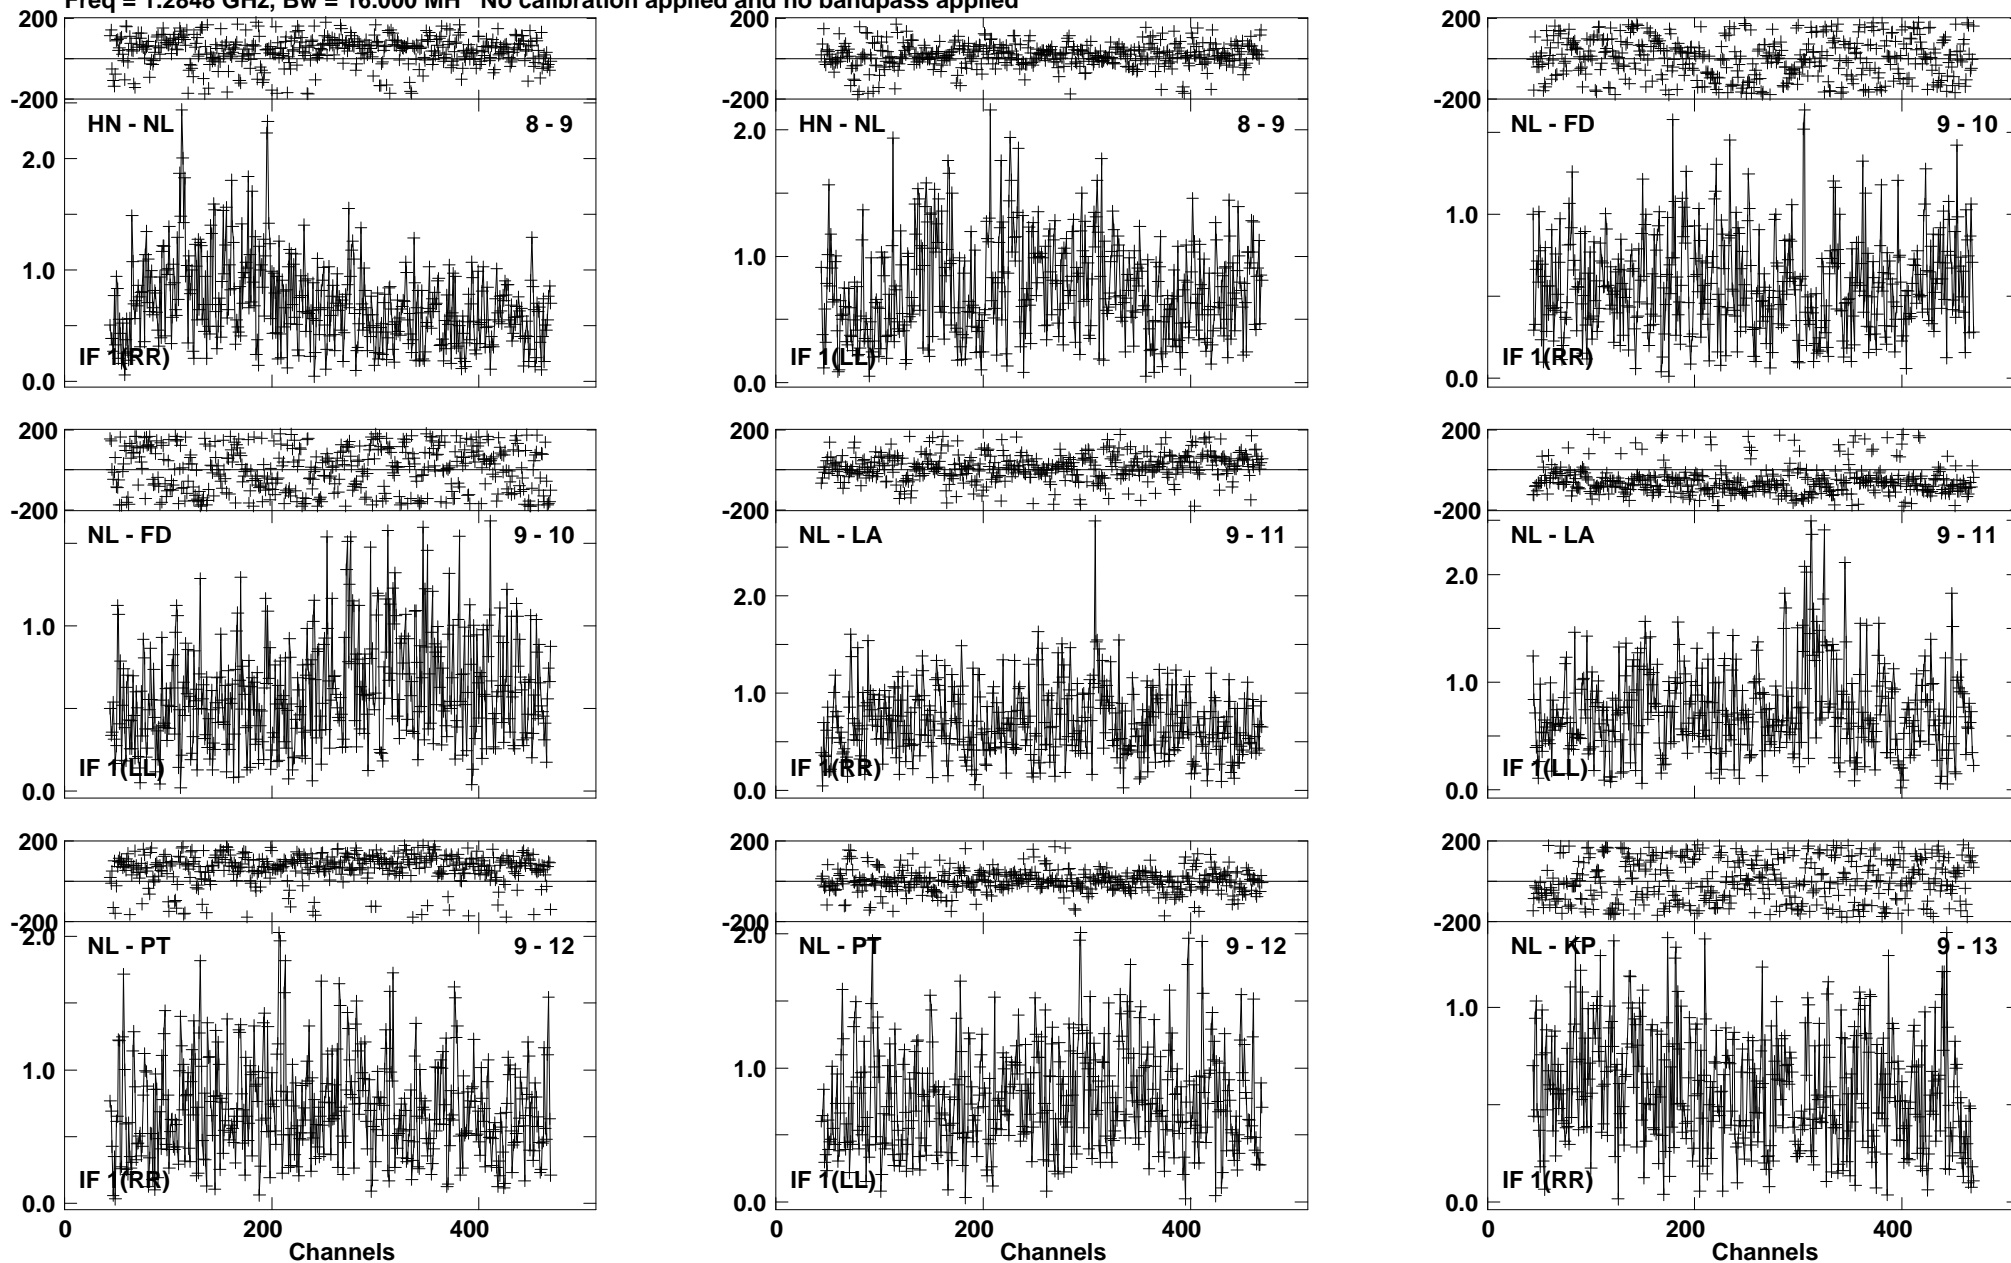 Freq = 1.2848 GHz, Bw = 16.000 MH No calibration applied and no bandpass applied
200
-200
HN - NL 8 - 9
2.0
1.0
0.0
IF 1(RR)
200
-200
HN - NL 8 - 9
2.0
1.0
0.0
IF 1(LL)
200
-200
NL - FD 9 - 10
1.0
0.0
IF 1(RR)
200
-200
NL - FD 9 - 10
1.0
0.0
IF 1(LL)
200
-200
NL - LA 9 - 11
2.0
1.0
0.0
IF 1(RR)
200
-200
NL - LA 9 - 11
2.0
1.0
0.0
IF 1(LL)
200
-200
2.0
NL - PT 9 - 12
1.0
0.0
IF 1(RR)
0 200 400
Channels
200
-200
2.0
NL - PT 9 - 12
1.0
0.0
IF 1(LL)
0 200 400
Channels
200
-200
NL - KP 9 - 13
1.0
0.0
IF 1(RR)
0 200 400
Channels